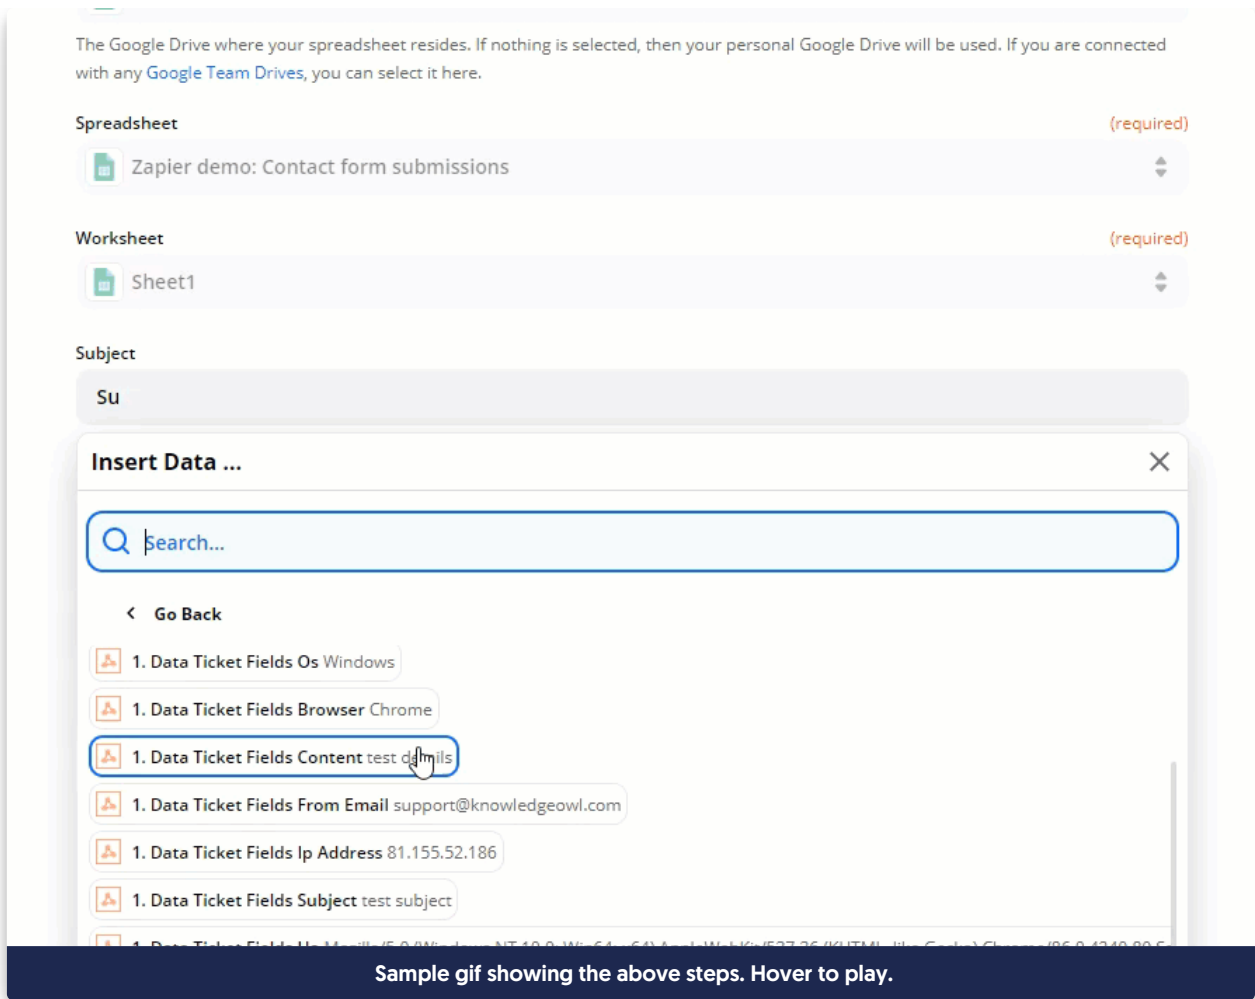 The Google Drive where your spreadsheet resides. If nothing is selected, then your personal Google Drive will be used. If you are connected
with any Google Team Drives, you can select it here.
Spreadsheet (required)
Zapier demo: Contact form submissions
Worksheet (required)
Sheet1
Subject
Su
Insert Data ...
Search...
Go Back
1. Data Ticket Fields Os Windows
1. Data Ticket Fields Browser Chrome
1. Data Ticket Fields Content test details
1. Data Ticket Fields From Email support@knowledgeowl.com
1. Data Ticket Fields Ip Address 81.155.52.186
1. Data Ticket Fields Subject test subject
1. Data Ticket Fields
Sample gif showing the above steps. Hover to play.